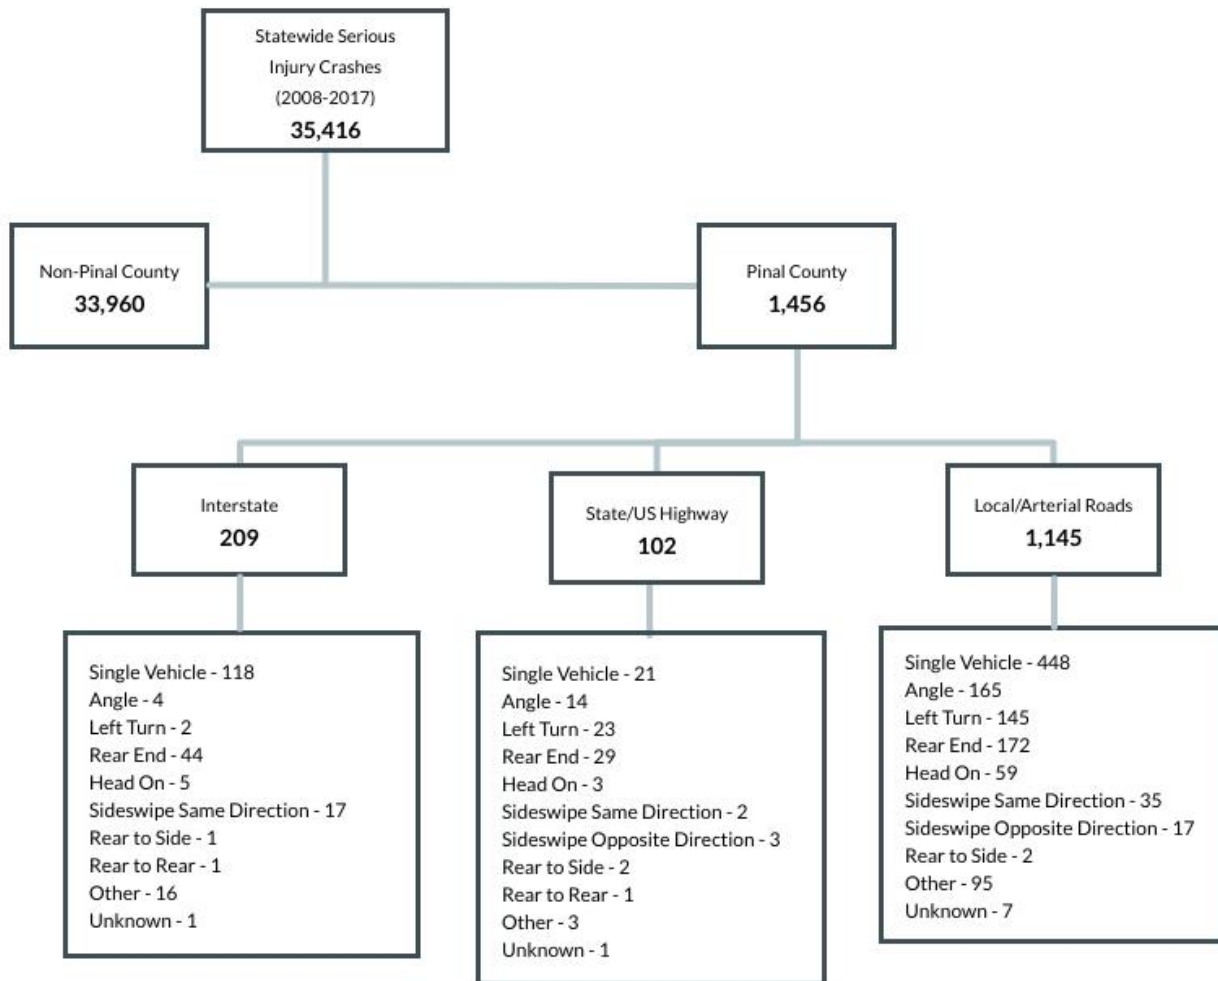 Statewide Serious
Injury Crashes
(2008-2017)
35,416
Non-Pinal County
33,960
Pinal County
1,456
Interstate
209
State/US Highway
102
Local/Arterial Roads
1,145
Single Vehicle - 118
Angle - 4
Left Turn - 2
Rear End - 44
Head On - 5
Sideswipe Same Direction - 17
Rear to Side - 1
Rear to Rear - 1
Other - 16
Unknown - 1
Single Vehicle - 21
Angle - 14
Left Turn - 23
Rear End - 29
Head On - 3
Sideswipe Same Direction - 2
Sideswipe Opposite Direction - 3
Rear to Side - 2
Rear to Rear - 1
Other - 3
Unknown - 1
Single Vehicle - 448
Angle - 165
Left Turn - 145
Rear End - 172
Head On - 59
Sideswipe Same Direction - 35
Sideswipe Opposite Direction - 17
Rear to Side - 2
Other - 95
Unknown - 7